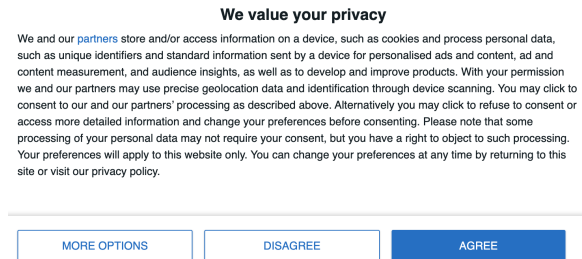 We value your privacy
We and our partners store and/or access information on a device, such as cookies and process personal data,
such as unique identifiers and standard information sent by a device for personalised ads and content, ad and
content measurement, and audience insights, as well as to develop and improve products. With your permission
we and our partners may use precise geolocation data and identification through device scanning. You may click to
consent to our and our partners' processing as described above. Alternatively you may click to refuse to consent or
access more detailed information and change your preferences before consenting. Please note that some
processing of your personal data may not require your consent, but you have a right to object to such processing.
Your preferences will apply to this website only. You can change your preferences at any time by returning to this
site or visit our privacy policy.
MORE OPTIONS
DISAGREE
AGREE